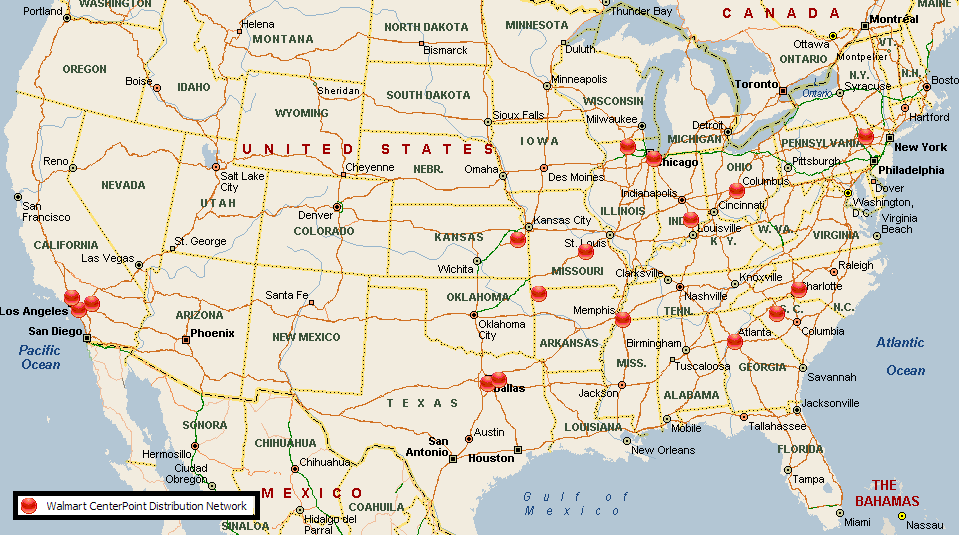 WASHINGTON
Portland
Helena
MONTANA
NORTH DAKOTA
Bismarck
MINNESOTA
Duluth
Thunder Bay
CANADA
Montréal
MAINE
Ottawa
ONTARIO
VT.
Montpelier
OREGON
Boise
IDAHO
Sheridan
WYOMING
SOUTH DAKOTA
Sioux Falls
Minneapolis
WISCONSIN
Milwaukee
MICHIGAN
Detroit
Toronto
Ontario
N.Y.
Syracuse
N.H.
Bosto
Hartford
UNITED STATES
IOWA
Chicago
PENNSYLVANIA
New York
Reno
NEVADA
Salt Lake
City
Cheyenne
NEBR.
Omaha
Des Moines
OHIO
Pittsburgh
Philadelphia
San
Francisco
UTAH
Denver
COLORADO
Kansas City
ILLINOIS
Indianapolis
Columbus
Cincinnati
Dover
Washington,
D.C.
CALIFORNIA
St. George
Las Vegas
KANSAS
Wichita
St. Louis
MISSOURI
IND
Louisville
KY.
W. VA.
VIRGINIA
Virginia
Beach
Los Angeles
San Diego
ARIZONA
Phoenix
Santa Fe
NEW MEXICO
OKLAHOMA
Oklahoma
City
Clarksville
Knoxville
Nashville
TENN.
Memphis
Raleigh
Charlotte
N.C.
S. C.
Columbia
Pacific
Ocean
ARKANSAS
Birmingham
Atlanta
Tuscaloosa
GEORGIA
Savannah
Atlantic
Ocean
MISS.
Dallas
TEXAS
Jackson
ALABAMA
Jacksonville
LOUISIANA
Mobile
Tallahassee
SONORA
Hermosillo
CHIHUAHUA
Chihuahua
Austin
San
Antonio
Houston
New Orleans
FLORIDA
Tampa
Ciudad
Obregon
MEXICO
COAHUILA
Gulf of
Mexico
THE
BAHAMAS
Miami
Nassau
Walmart CenterPoint Distribution Network
SINALOA
Hidalgo del
Parral